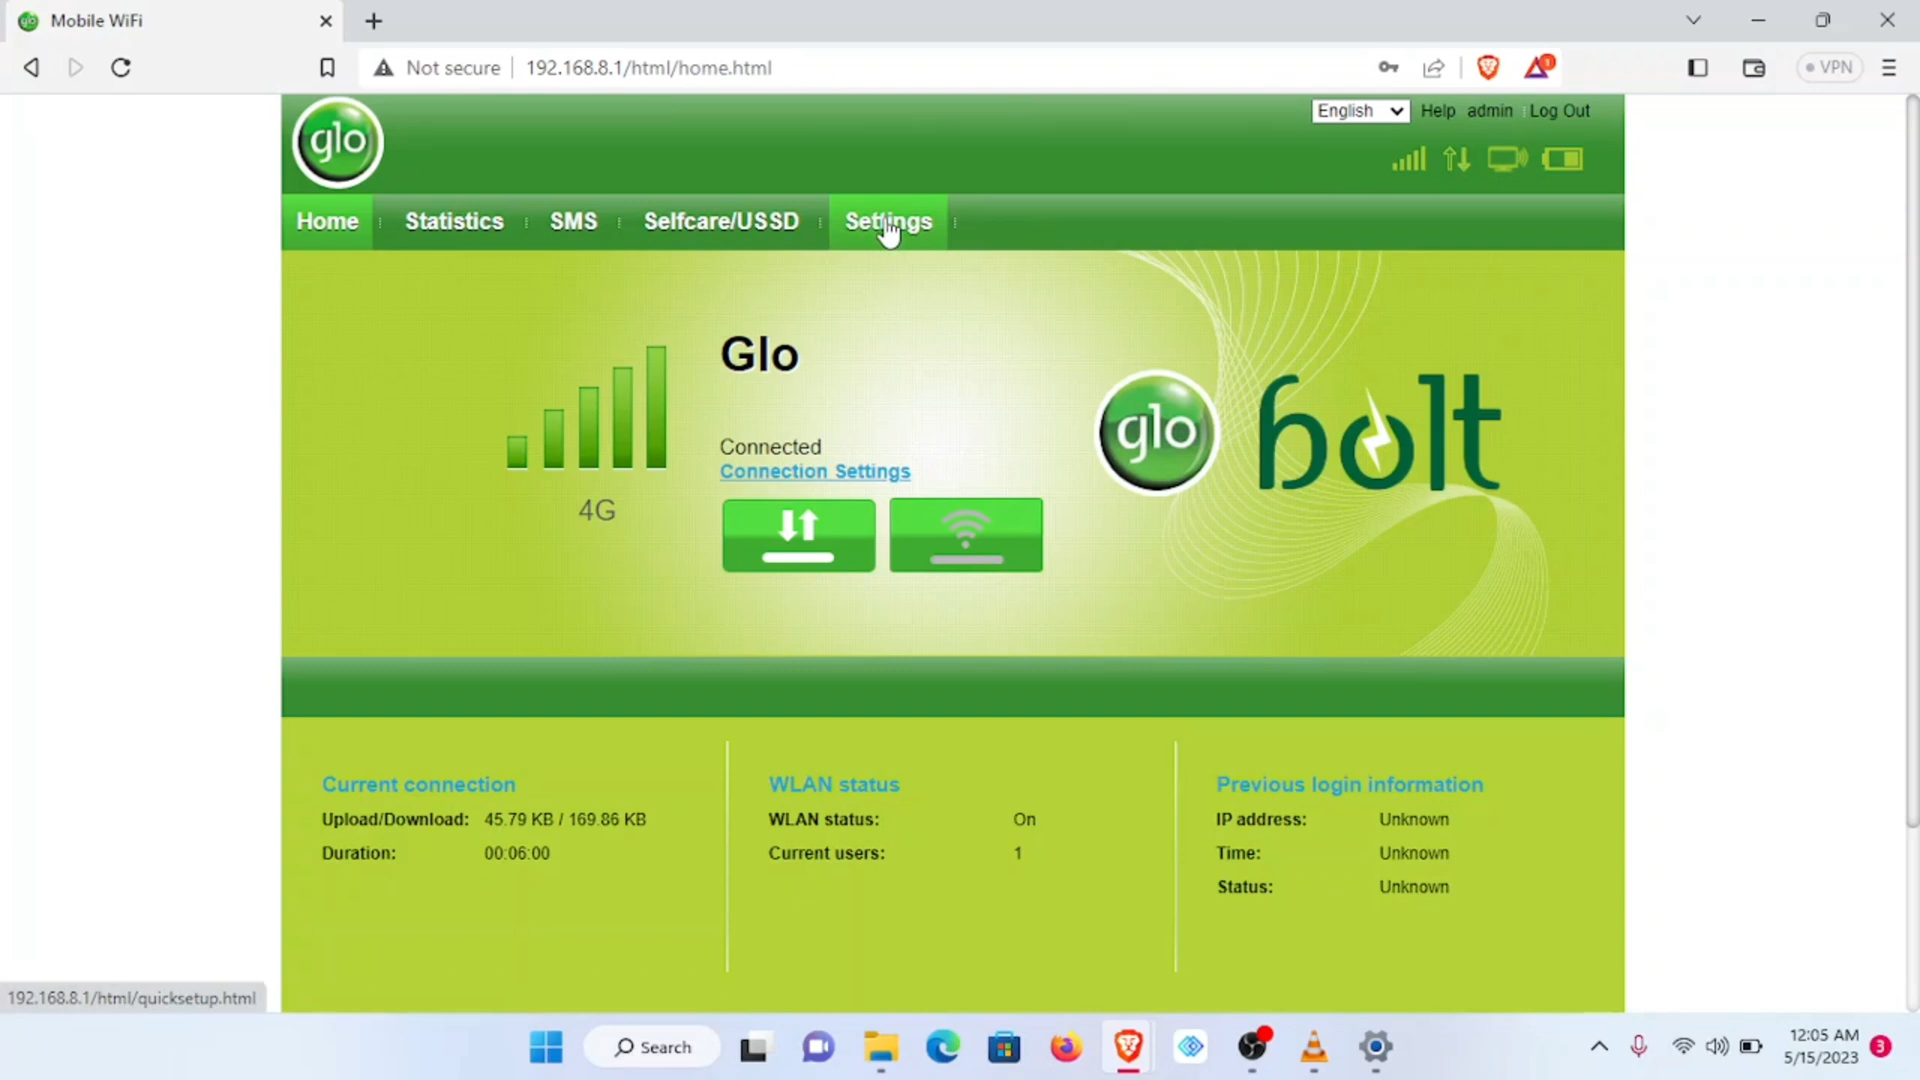 glo Mobile WiFi
Not secure 192.168.8.1/html/home.html 1 VPN
English Help admin Log Out
glo
Home Statistics SMS Selfcare/USSD Settings
Glo
Connected
Connection Settings
4G
glo bolt
Current connection
Upload/Download: 45.79 KB / 169.86 KB
Duration: 00:06:00
WLAN status
WLAN status: On
Current users: 1
Previous login information
IP address: Unknown
Time: Unknown
Status: Unknown
192.168.8.1/html/quicksetup.html
Search
12:05 AM
5/15/2023
3